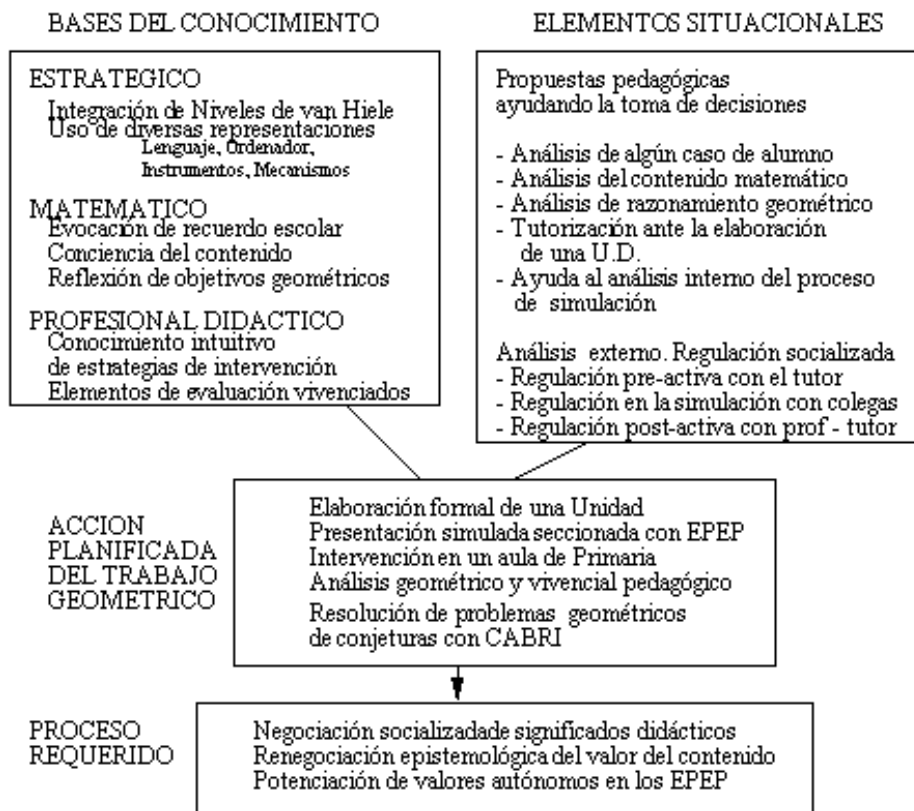 BASES DEL CONOCIMIENTO
ESTRATEGICO
Integración de Niveles de van Hiele
Uso de diversas representaciones
Lenguaje, Ordenador,
Instrumentos, Mecanismos
MATEMATICO
Evocación de recuerdo escolar
Conciencia del contenido
Reflexión de objetivos geométricos
PROFESIONAL DIDACTICO
Conocimiento intuitivo
de estrategias de intervención
Elementos de evaluación vivenciados
ELEMENTOS SITUACIONALES
Propuestas pedagógicas
ayudando la toma de decisiones
- Análisis de algún caso de alumno
- Análisis del contenido matemático
- Análisis de razonamiento geométrico
- Tutorización ante la elaboración
de una U.D.
- Ayuda al análisis interno del proceso
de simulación
Análisis externo. Regulación socializada
- Regulación pre-activa con el tutor
- Regulación en la simulación con colegas
- Regulación post-activa con prof - tutor
ACCION
PLANIFICADA
DEL TRABAJO
GEOMETRICO
Elaboración formal de una Unidad
Presentación simulada seccionada con EPEP
Intervención en un aula de Primaria
Análisis geométrico y vivencial pedagógico
Resolución de problemas geométricos
de conjeturas con CABRI
PROCESO
REQUERIDO
Negociación socializadade significados didácticos
Renegociación epistemológica del valor del contenido
Potenciación de valores autónomos en los EPEP